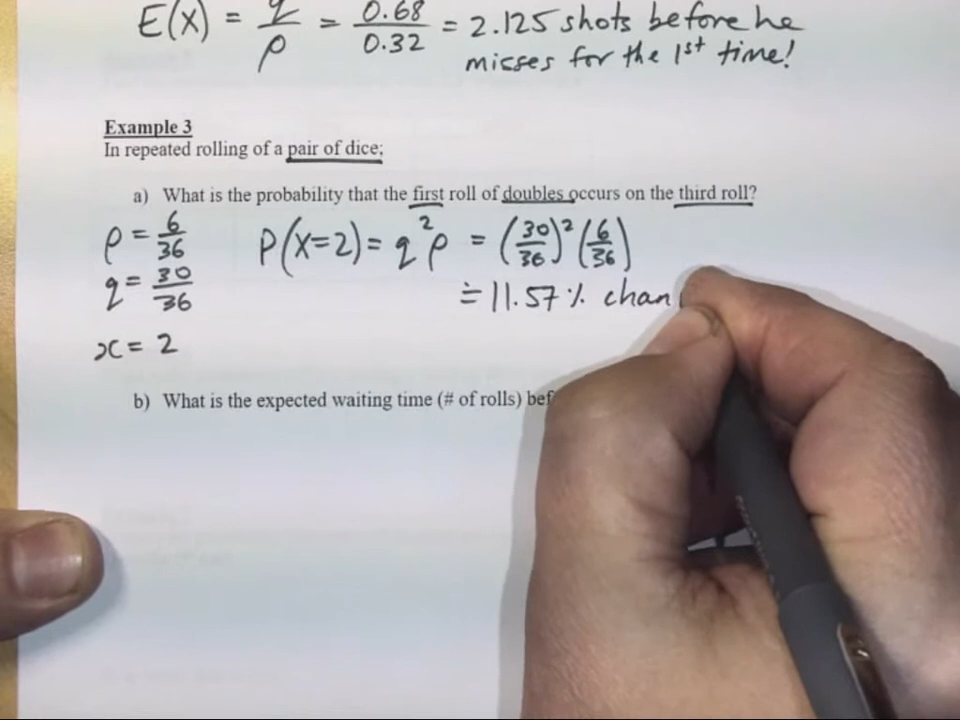 E(X) = q/p = 0.68/0.32 = 2.125 shots before he
misses for the 1st time!
Example 3
In repeated rolling of a pair of dice;
a) What is the probability that the first roll of doubles occurs on the third roll?
p = 6/36 P(X=2) = q²p = (30/36)² (6/36)
q = 30/36 ≐ 11.57% chan
x = 2
b) What is the expected waiting time (# of rolls) bef